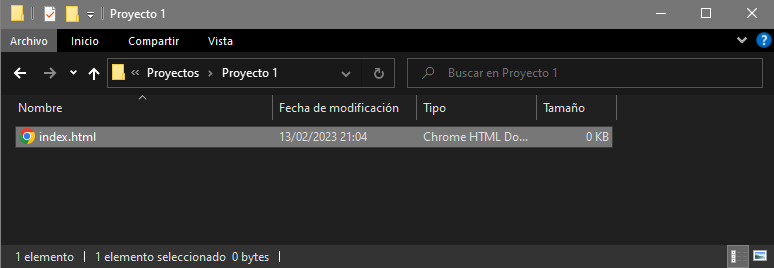 Proyecto 1
Archivo Inicio Compartir Vista
Proyectos Proyecto 1 Buscar en Proyecto 1
Nombre Fecha de modificación Tipo Tamaño
index.html 13/02/2023 21:04 Chrome HTML Do... 0 KB
1 elemento 1 elemento seleccionado 0 bytes